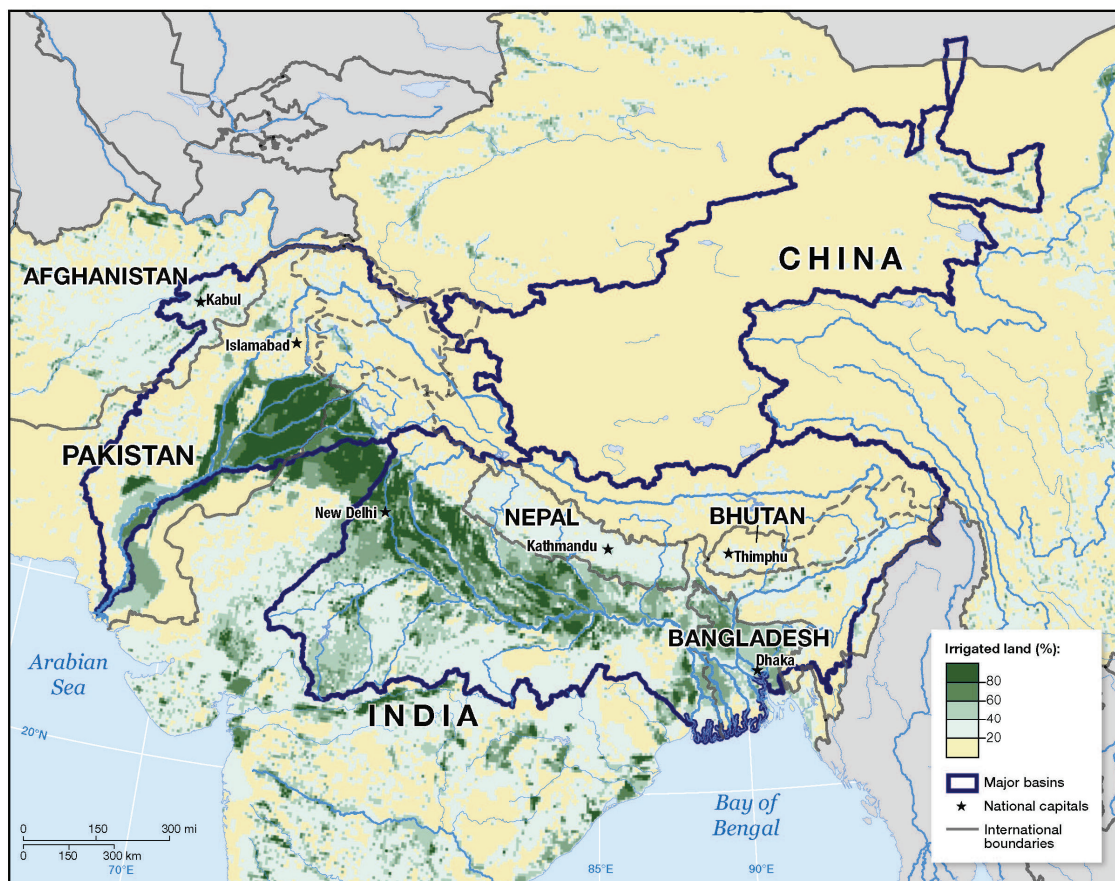 CHINA
AFGHANISTAN
Kabul
Islamabad
PAKISTAN
New Delhi
NEPAL
BHUTAN
Kathmandu
Thimphu
BANGLADESH
Dhaka
Arabian
Sea
INDIA
20°N
Bay of
Bengal
Irrigated land (%):
80
60
40
20
Major basins
National capitals
International
boundaries
0 150 300 mi
0 150 300 km
70°E
85°E
90°E